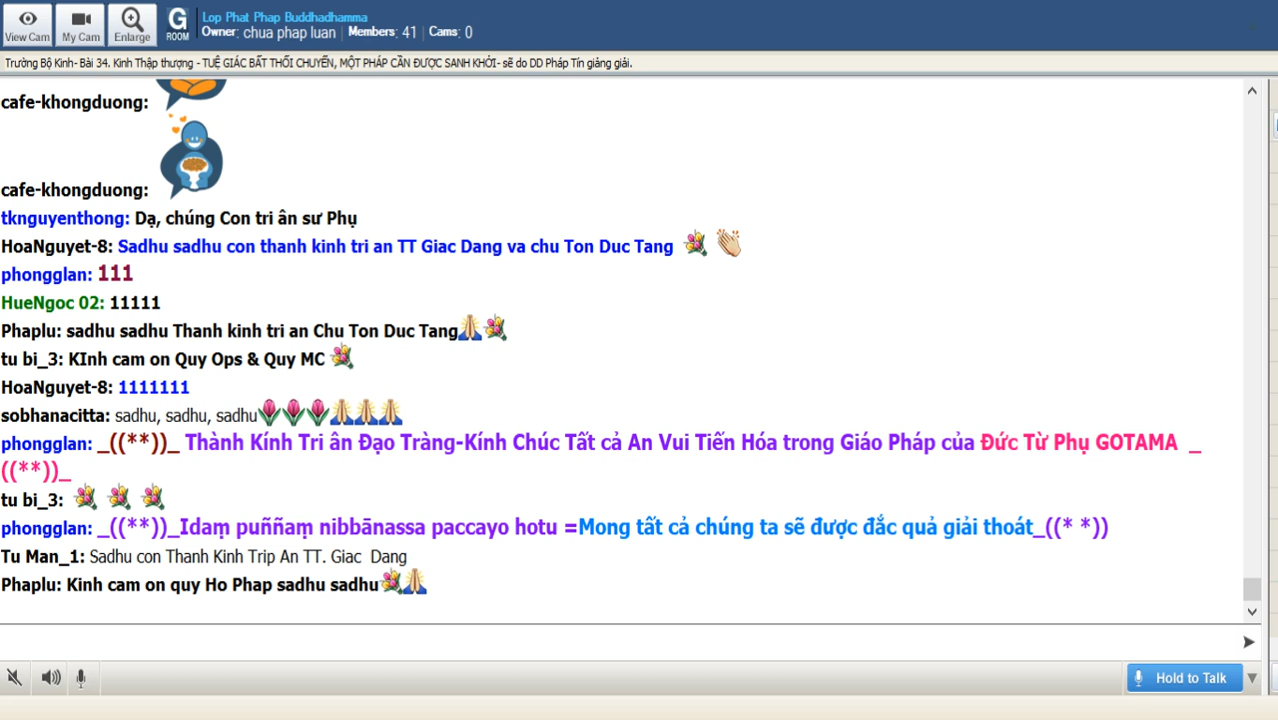 View Cam
My Cam
Enlarge
G
ROOM
Lop Phat Phap Buddhadhamma
Owner: chua phap luan | Members: 41 | Cams: 0
Trường Bộ Kinh- Bài 34. Kinh Thập thượng - TUỆ GIÁC BẤT THỐI CHUYỂN, MỘT PHÁP CẦN ĐƯỢC SANH KHỞI- sẽ do DD Pháp Tín giảng giải.
cafe-khongduong:
cafe-khongduong:
tknguyenthong: Dạ, chúng Con tri ân sư Phụ
HoaNguyet-8: Sadhu sadhu con thanh kinh tri an TT Giac Dang va chu Ton Duc Tang
phongglan: 111
HueNgoc 02: 11111
Phaplu: sadhu sadhu Thanh kinh tri an Chu Ton Duc Tang
tu bi_3: KInh cam on Quy Ops & Quy MC
HoaNguyet-8: 1111111
sobhanacitta: sadhu, sadhu, sadhu
phongglan: _((**))_ Thành Kính Tri ân Đạo Tràng-Kính Chúc Tất cả An Vui Tiến Hóa trong Giáo Pháp của Đức Từ Phụ GOTAMA _
((**))_
tu bi_3:
phongglan: _((**))_Idaṃ puññaṃ nibbānassa paccayo hotu =Mong tất cả chúng ta sẽ được đắc quả giải thoát_((* *))
Tu Man_1: Sadhu con Thanh Kinh Trip An TT. Giac  Dang
Phaplu: Kinh cam on quy Ho Phap sadhu sadhu
Hold to Talk